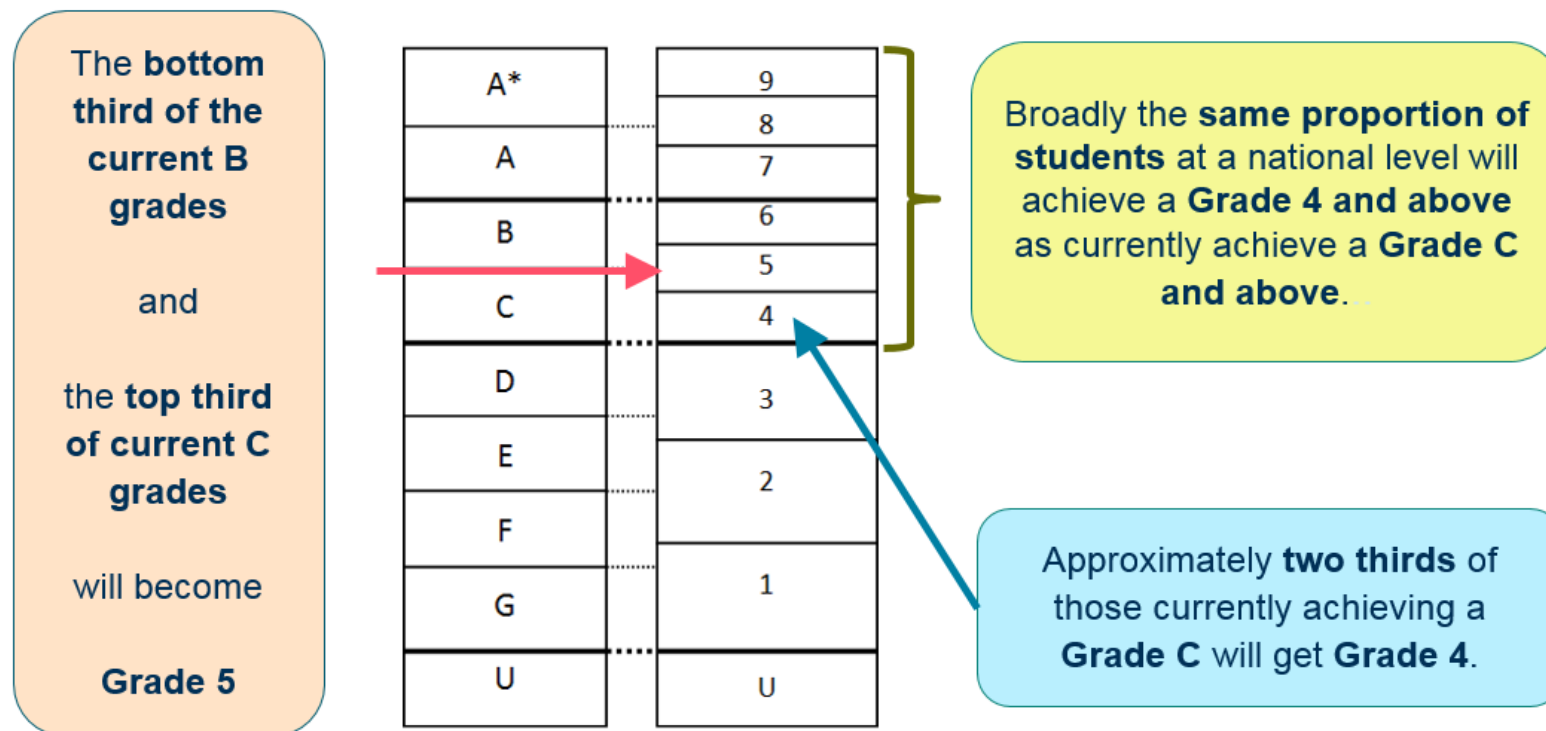 The bottom
third of the
current B
grades
and
the top third
of current C
grades
will become
Grade 5
A*
A
B
C
D
E
F
G
U
9
8
7
6
5
4
3
2
1
U
Broadly the same proportion of
students at a national level will
achieve a Grade 4 and above
as currently achieve a Grade C
and above...
Approximately two thirds of
those currently achieving a
Grade C will get Grade 4.